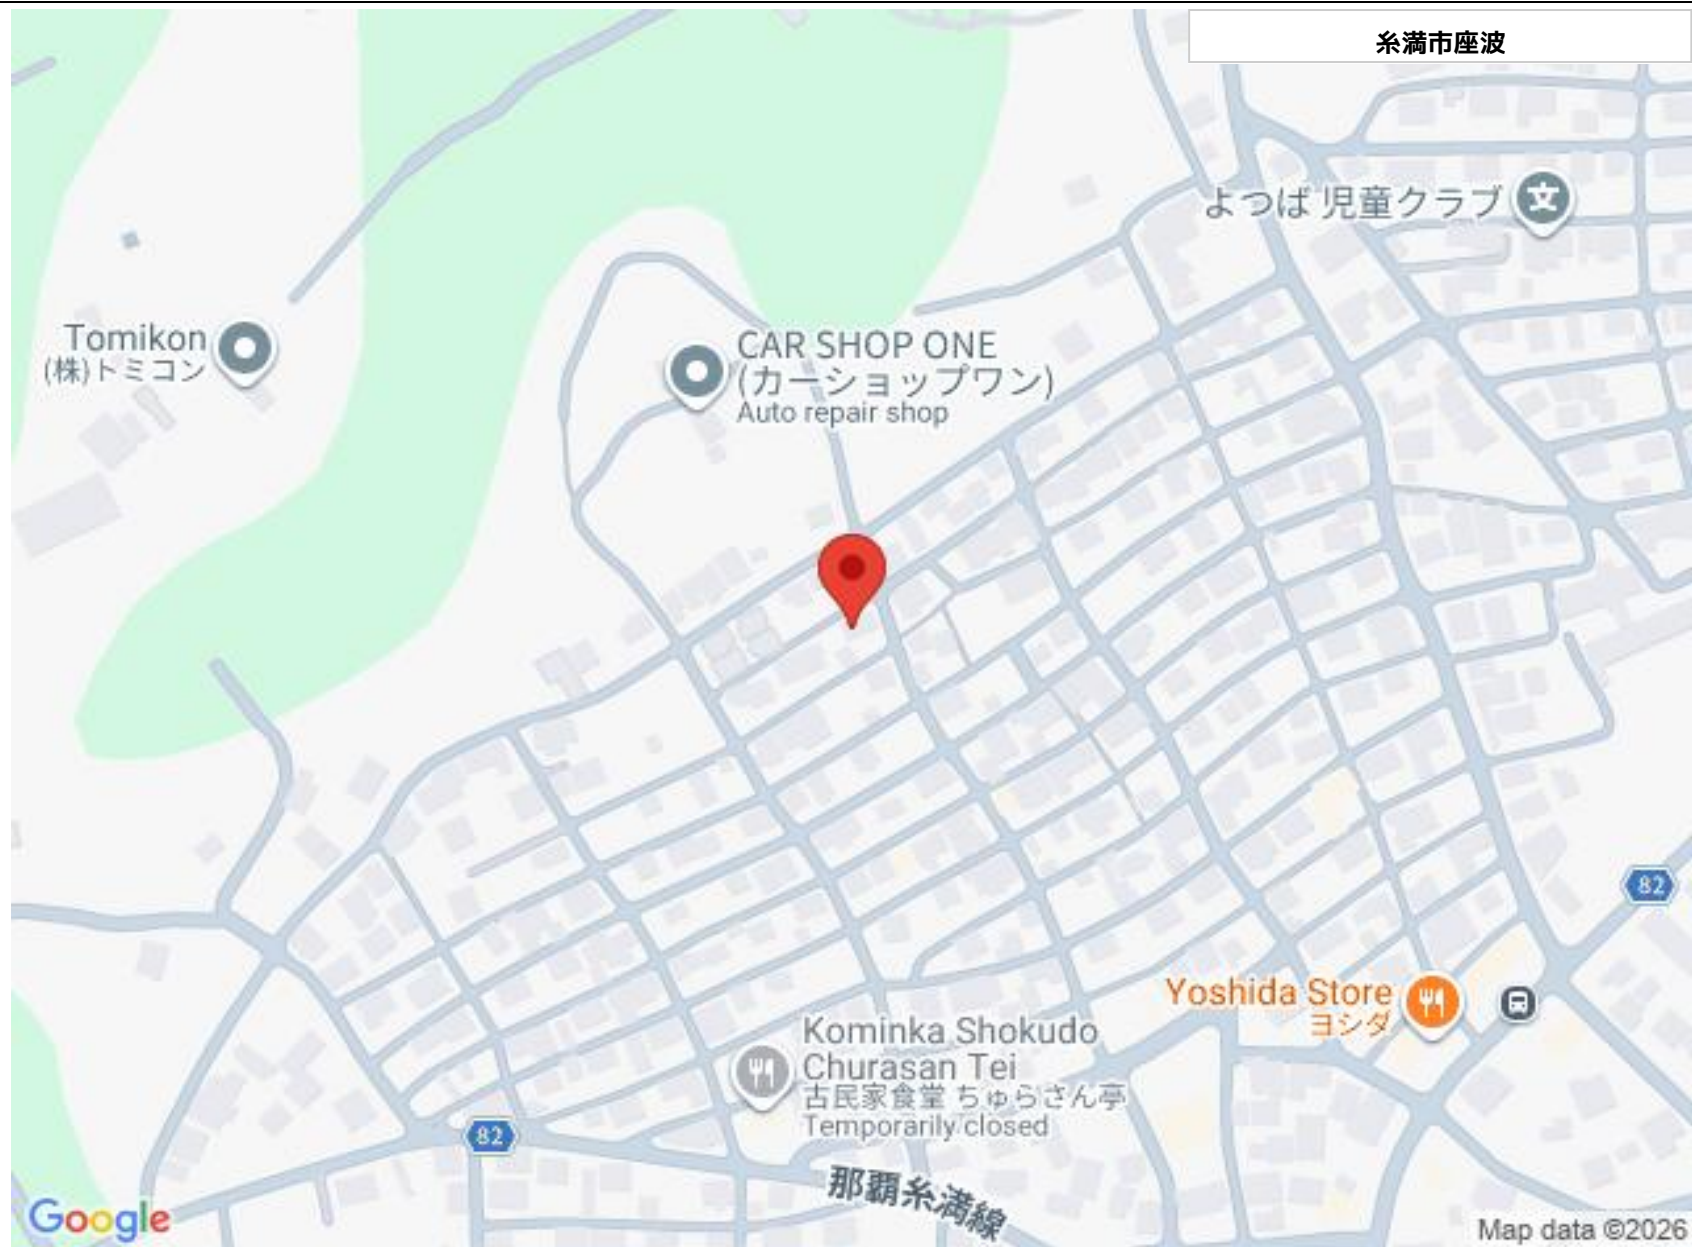 糸満市座波
よつば 児童クラブ
Tomikon
(株)トミコン
CAR SHOP ONE
(カーショップワン)
Auto repair shop
82
Yoshida Store
ヨシダ
Kominka Shokudo
Churasan Tei
古民家食堂 ちゅらさん亭
Temporarily closed
82
那覇糸満線
Google
Map data ©2026